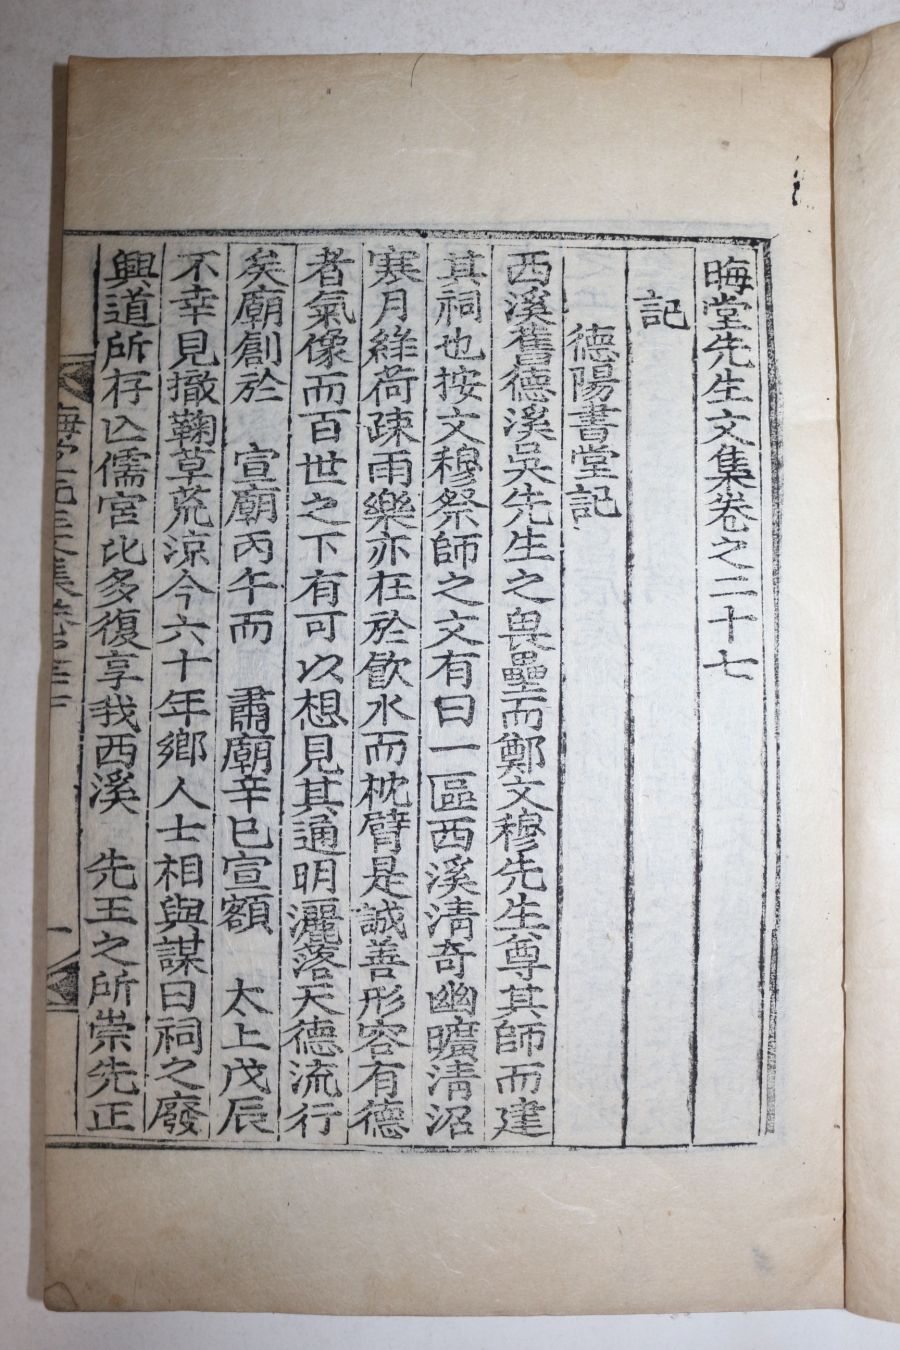 晦堂先生文集卷之二十七
記
德陽書堂記
西溪舊德溪吳先生之畏壘而鄭文穆先生尊其師而建
其祠也按文穆祭師之文有曰一區西溪淸奇幽曠淸沼
寒月綠荷疎雨樂亦在於飮水而枕臂是誠善形容有德
者氣像而百世之下有可以想見其通明灑落天德流行
矣廟創於 宣廟丙午而 肅廟辛巳宣額 太上戊辰
不幸見撤鞠草荒涼今六十年鄕人士相與謀曰祠之廢
興道所存亾儒宮比多復享我西溪 先王之所崇先正